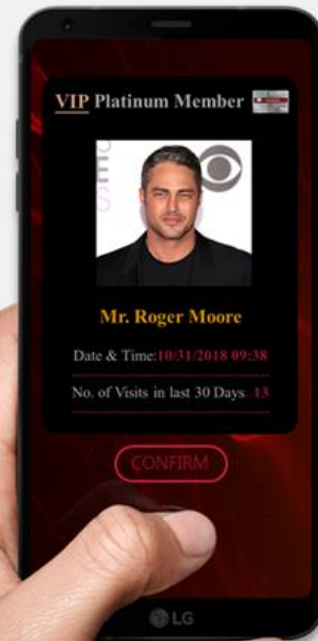 VIP Platinum Member
Mr. Roger Moore
Date & Time:10/31/2018 09:38
No. of Visits in last 30 Days 13
CONFIRM
LG